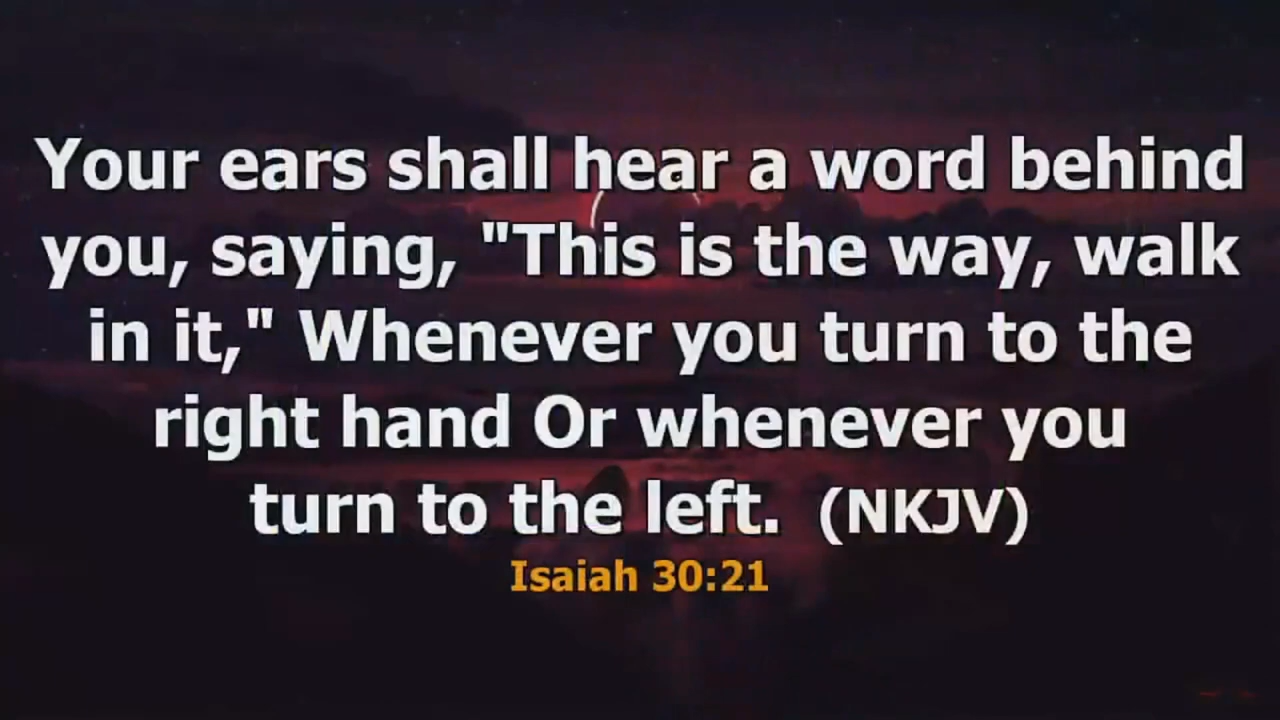 Your ears shall hear a word behind
you, saying, "This is the way, walk
in it," Whenever you turn to the
right hand Or whenever you
turn to the left. (NKJV)
Isaiah 30:21